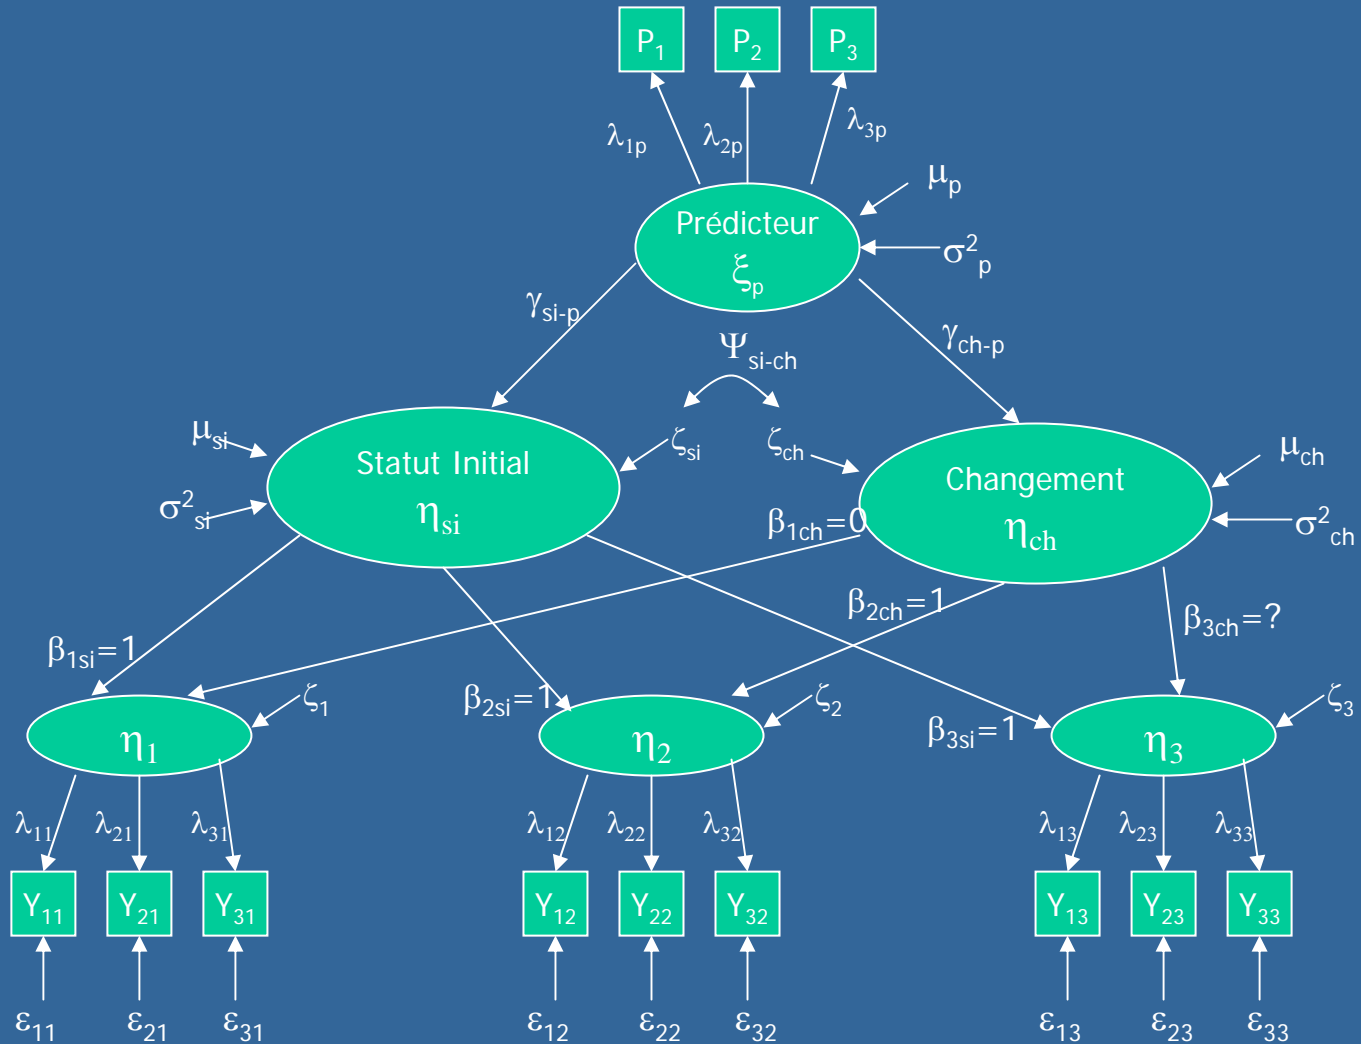 P₁ P₂ P₃
λ₁ₚ λ₂ₚ λ₃ₚ
μₚ
Prédicteur
ξₚ
σ²ₚ
γsi-p
γch-p
Ψsi-ch
μsi
ζsi ζch
μch
Statut Initial
ηsi
Changement
ηch
σ²si
σ²ch
β1ch=0
β2ch=1
β3ch=?
β1si=1
β2si=1
β3si=1
ζ₁ ζ₂ ζ₃
η₁ η₂ η₃
λ₁₁ λ₂₁ λ₃₁ λ₁₂ λ₂₂ λ₃₂ λ₁₃ λ₂₃ λ₃₃
Y₁₁ Y₂₁ Y₃₁ Y₁₂ Y₂₂ Y₃₂ Y₁₃ Y₂₃ Y₃₃
ε₁₁ ε₂₁ ε₃₁ ε₁₂ ε₂₂ ε₃₂ ε₁₃ ε₂₃ ε₃₃